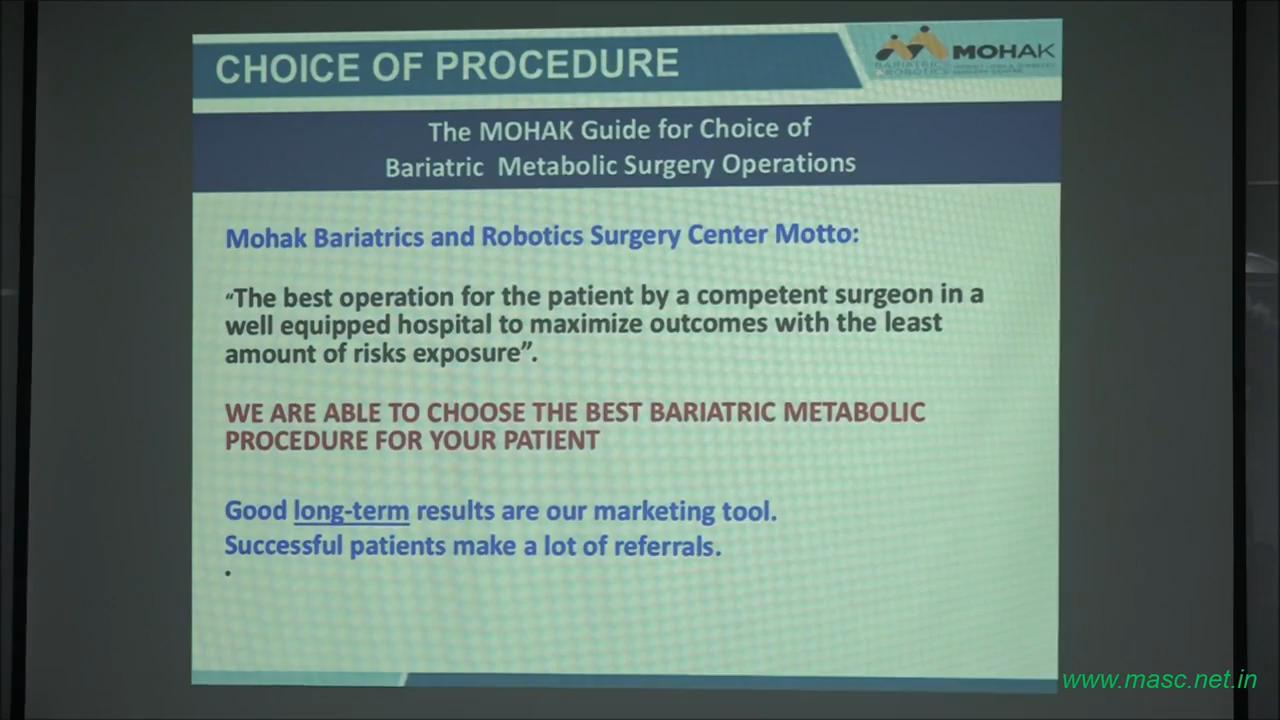 CHOICE OF PROCEDURE
MOHAK
BARIATRICS
ROBOTICS
The MOHAK Guide for Choice of
Bariatric Metabolic Surgery Operations
Mohak Bariatrics and Robotics Surgery Center Motto:
“The best operation for the patient by a competent surgeon in a
well equipped hospital to maximize outcomes with the least
amount of risks exposure”.
WE ARE ABLE TO CHOOSE THE BEST BARIATRIC METABOLIC
PROCEDURE FOR YOUR PATIENT
Good long-term results are our marketing tool.
Successful patients make a lot of referrals.
www.masc.net.in